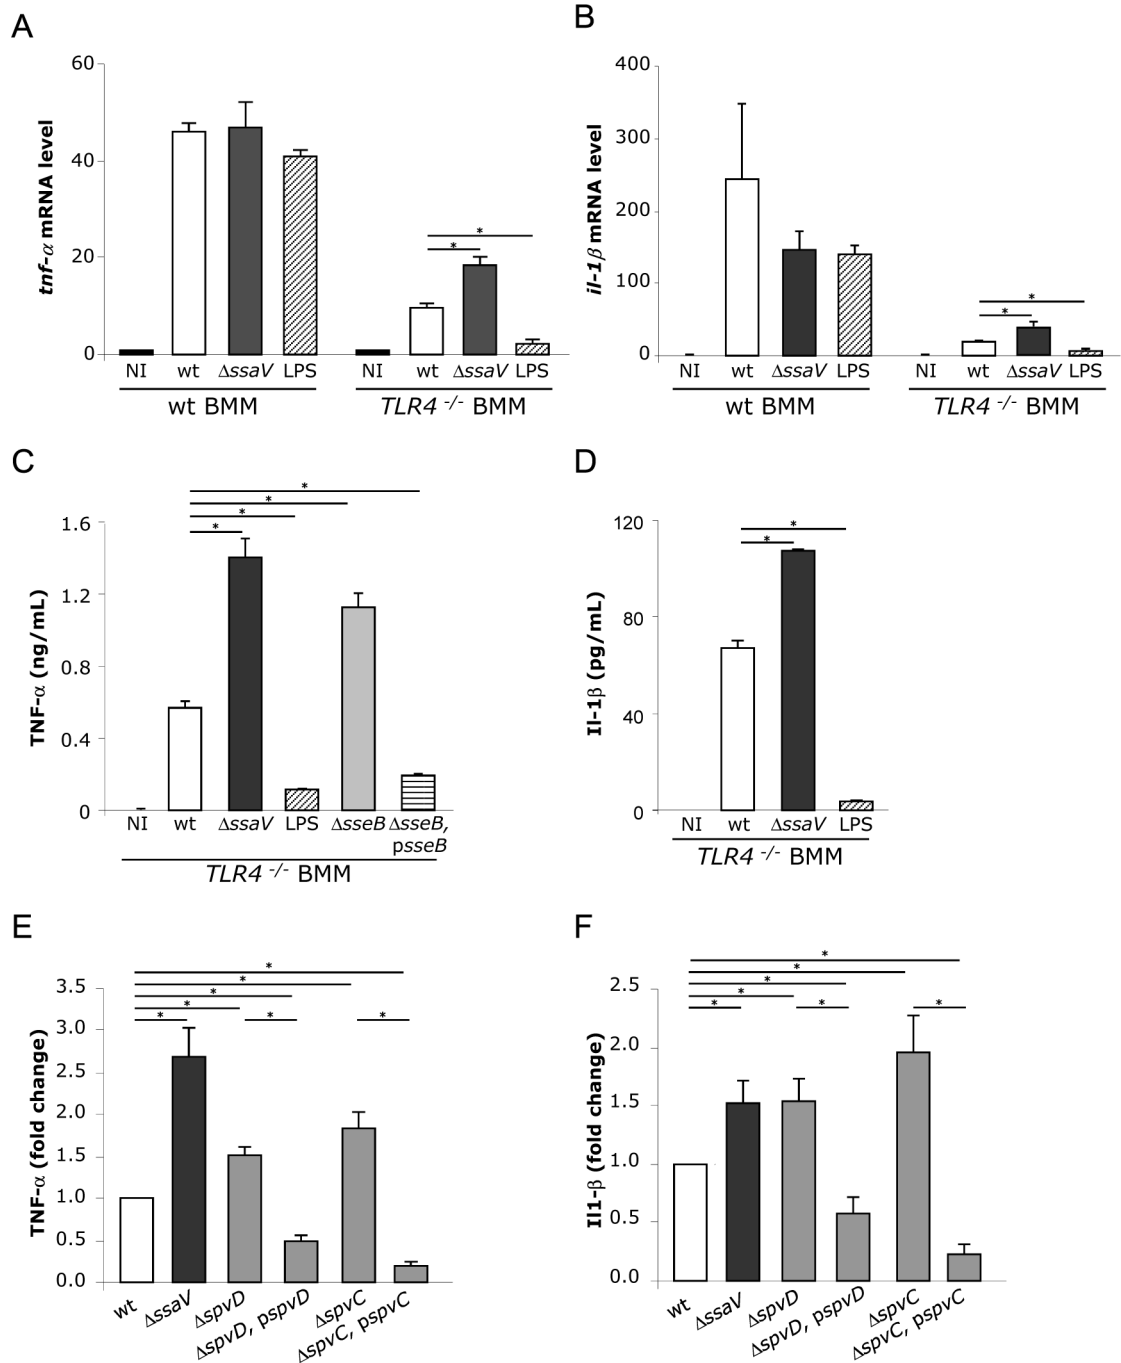 A
B
60
40
20
0
tnf-α mRNA level
*
*
NI wt ΔssaV LPS NI wt ΔssaV LPS
wt BMM TLR4 -/- BMM
400
300
200
100
0
il-1β mRNA level
*
*
NI wt ΔssaV LPS NI wt ΔssaV LPS
wt BMM TLR4 -/- BMM
C
D
*
*
*
*
1.6
1.2
0.8
0.4
0
TNF-α (ng/mL)
NI wt ΔssaV LPS ΔsseB ΔsseB,
psseB
TLR4 -/- BMM
120
80
40
0
Il-1β (pg/mL)
*
*
NI wt ΔssaV LPS
TLR4 -/- BMM
E
F
*
*
*
*
* * *
3.5
3.0
2.5
2.0
1.5
1.0
0.5
0.0
TNF-α (fold change)
wt
ΔssaV
ΔspvD
ΔspvD, pspvD
ΔspvC
ΔspvC, pspvC
*
*
*
*
* * *
2.5
2.0
1.5
1.0
0.5
0.0
Il1-β (fold change)
wt
ΔssaV
ΔspvD
ΔspvD, pspvD
ΔspvC
ΔspvC, pspvC